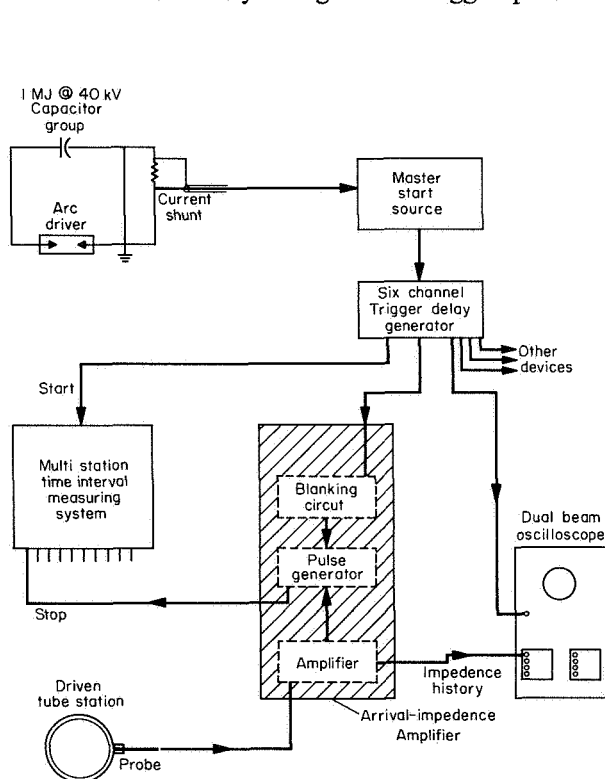 1 MJ @ 40 kV
Capacitor
group
Arc
driver
Current
shunt
Master
start
source
Six channel
Trigger delay
generator
Other
devices
Start
Multi station
time interval
measuring
system
Blanking
circut
Pulse
generator
Dual beam
oscilloscope
Stop
Amplifier
Impedence
history
Driven
tube station
Arrival-impedence
Amplifier
Probe